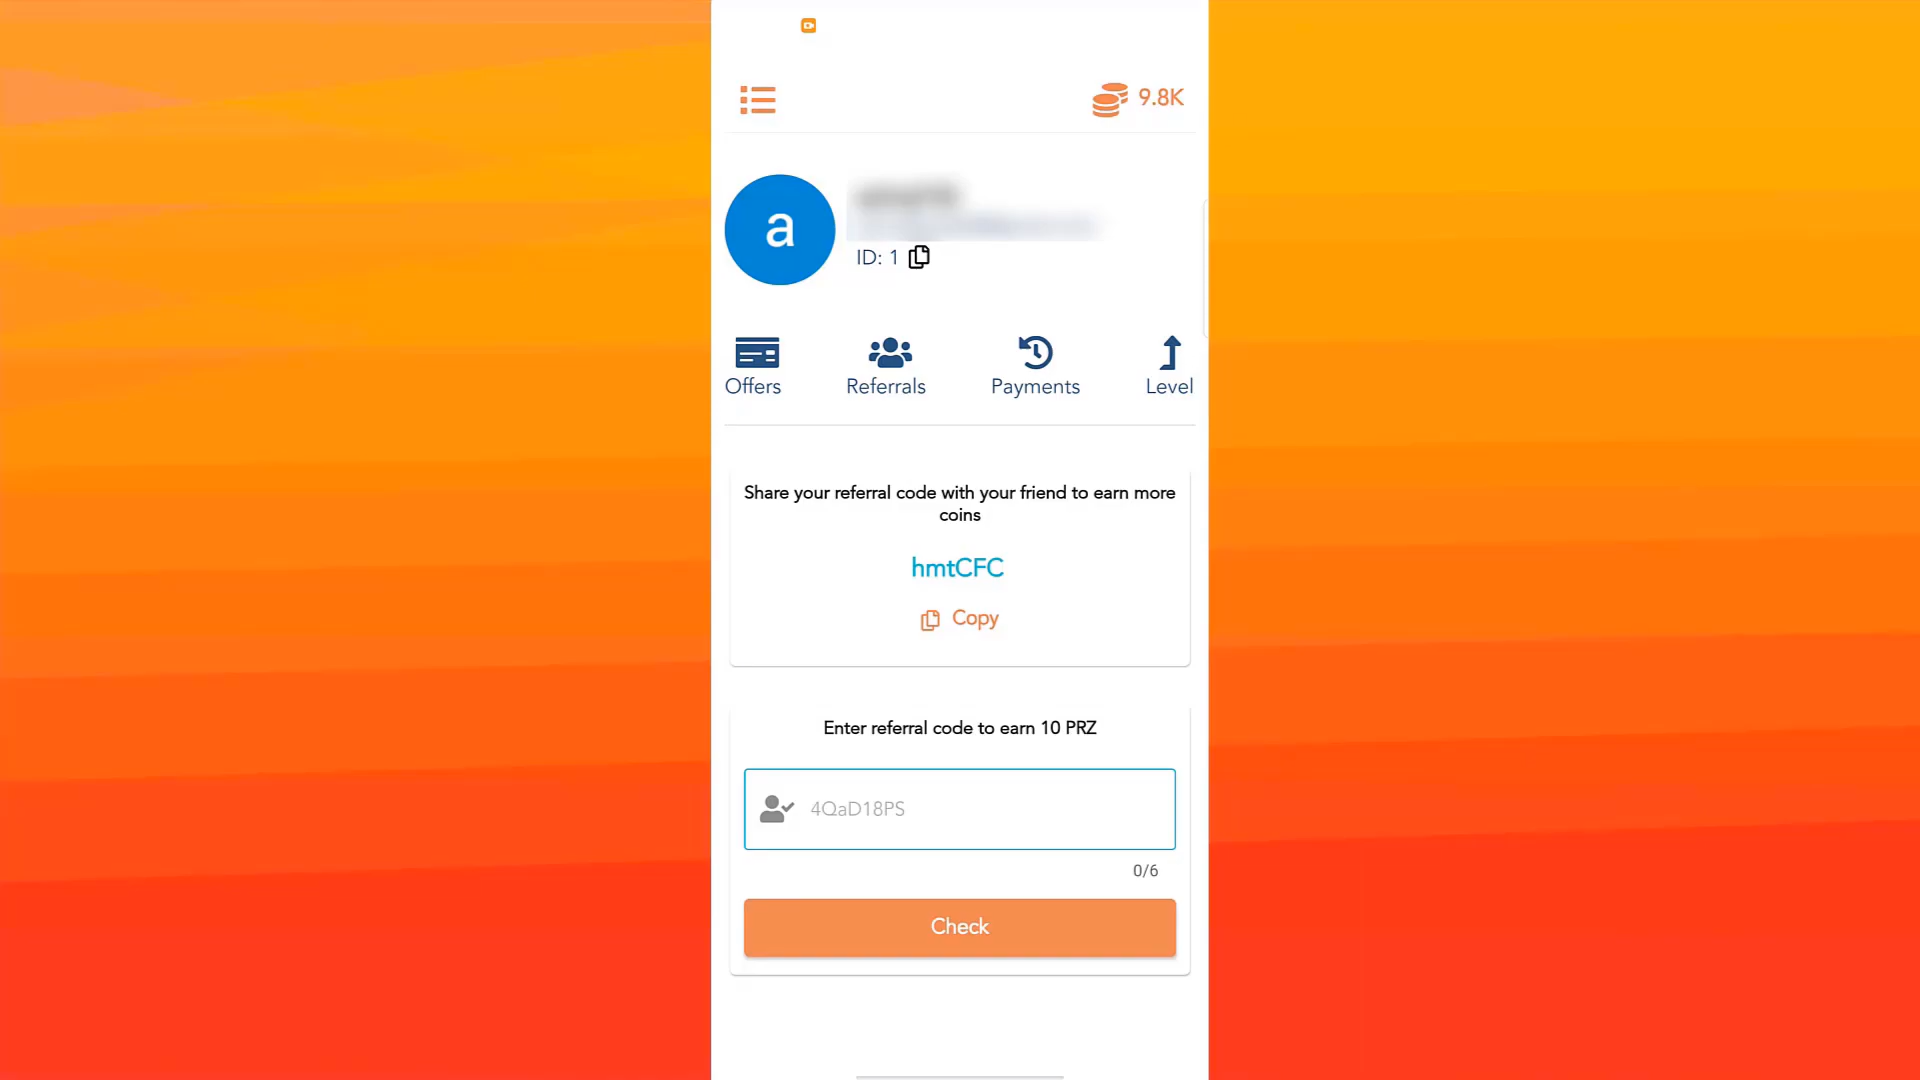 9.8K
a
ID: 1
Offers
Referrals
Payments
Level
Share your referral code with your friend to earn more
coins
hmtCFC
Copy
Enter referral code to earn 10 PRZ
4QaD18PS
0/6
Check